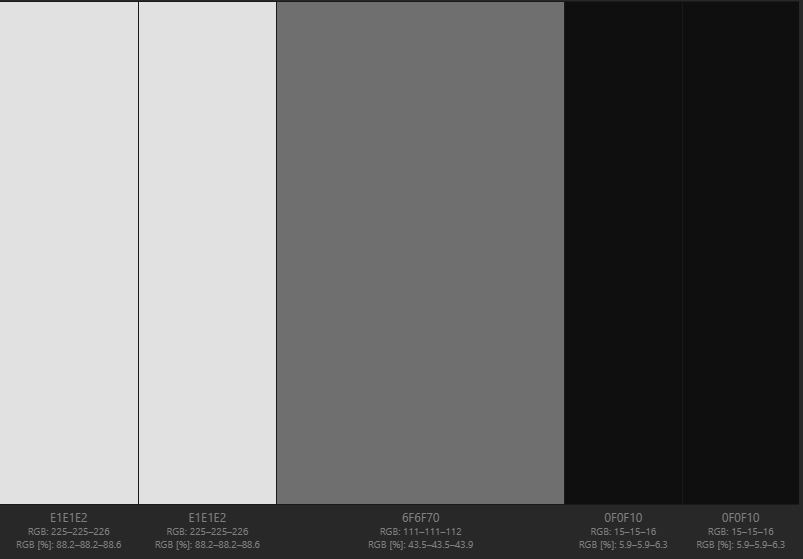 E1E1E2
RGB: 225–225–226
RGB [%]: 88.2–88.2–88.6
E1E1E2
RGB: 225–225–226
RGB [%]: 88.2–88.2–88.6
6F6F70
RGB: 111–111–112
RGB [%]: 43.5–43.5–43.9
0F0F10
RGB: 15–15–16
RGB [%]: 5.9–5.9–6.3
0F0F10
RGB: 15–15–16
RGB [%]: 5.9–5.9–6.3